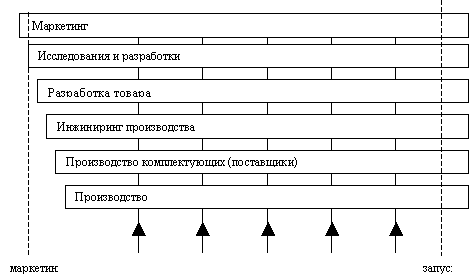 Маркетинг
Исследования и разработки
Разработка товара
Инжиниринг производства
Производство комплектующих (поставщики)
Производство
маркетин
запус